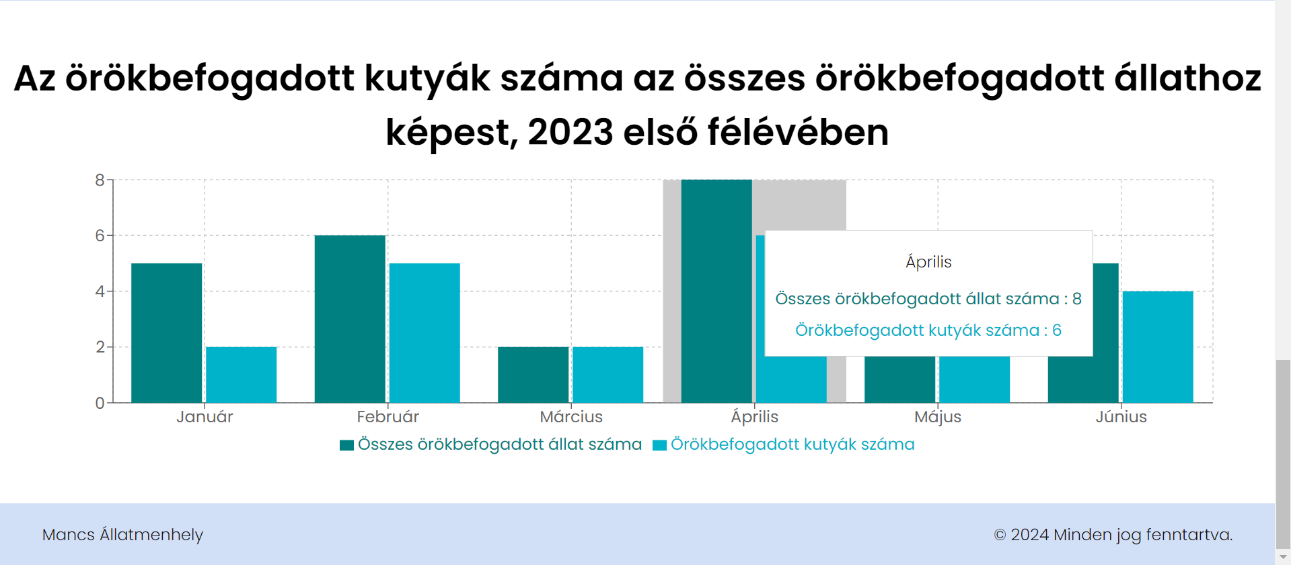 Az örökbefogadott kutyák száma az összes örökbefogadott állathoz
képest, 2023 első félévében
8
6
4
2
0
Április
Összes örökbefogadott állat száma : 8
Örökbefogadott kutyák száma : 6
Január Február Március Április Május Június
Összes örökbefogadott állat száma Örökbefogadott kutyák száma
Mancs Állatmenhely © 2024 Minden jog fenntartva.